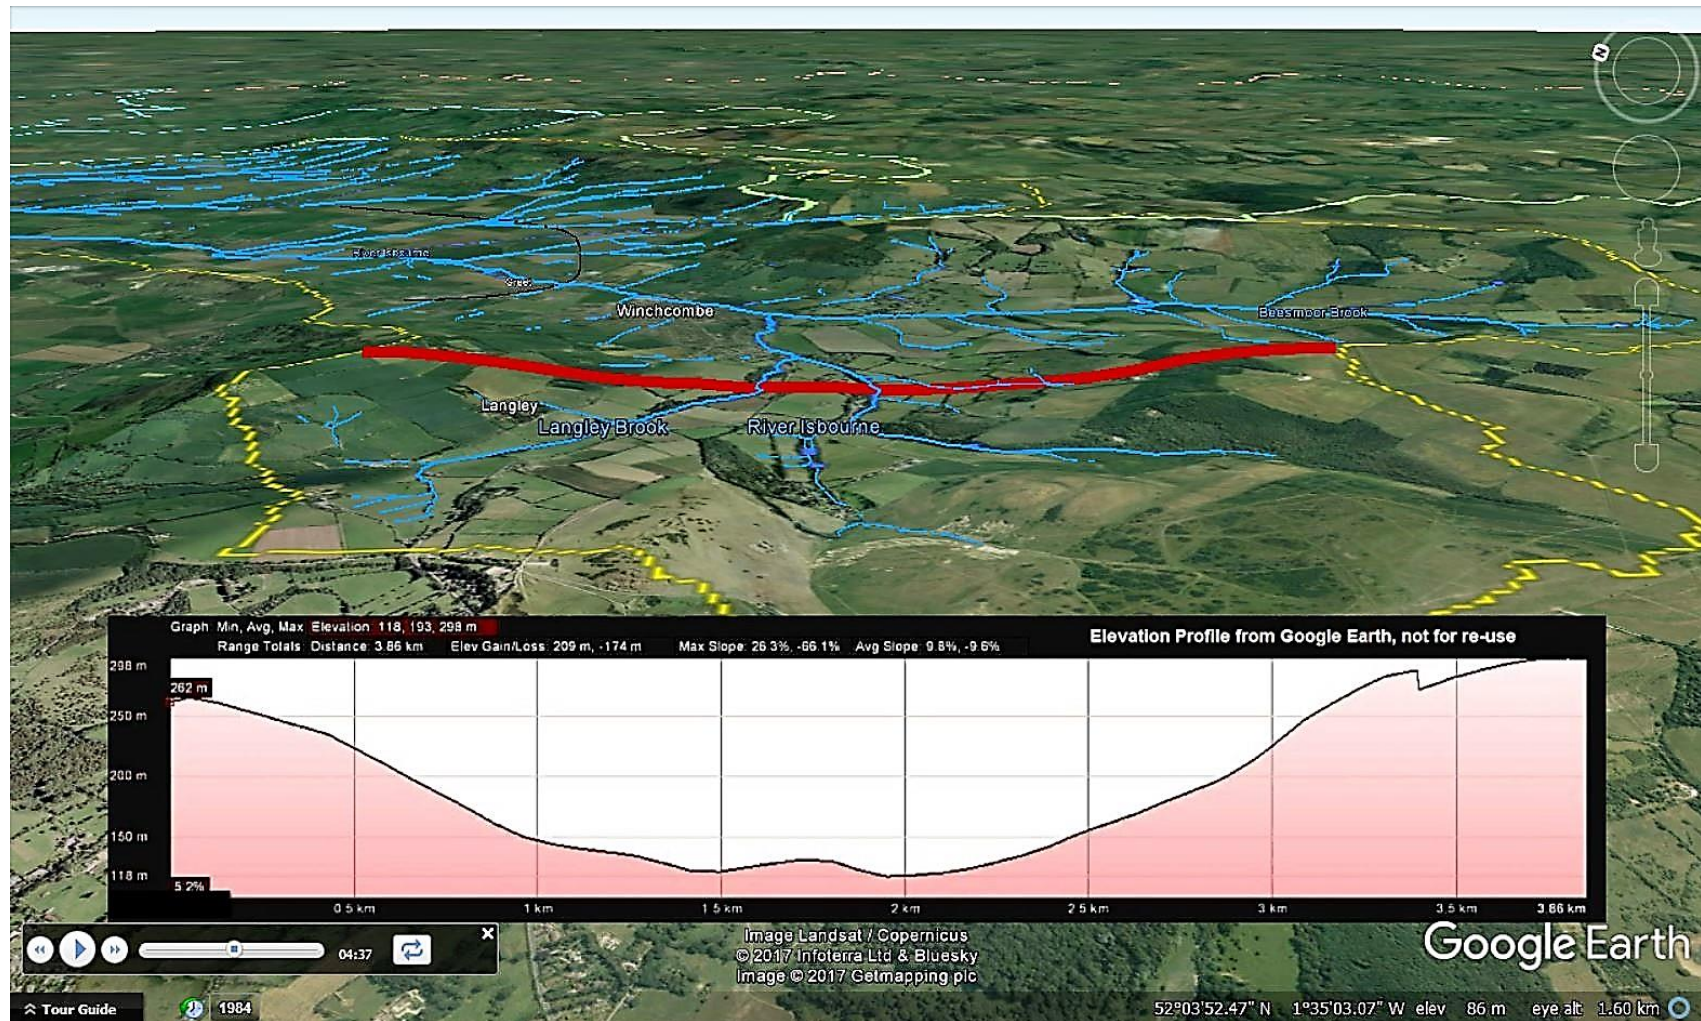 N
River Isbourne
Greet
Winchcombe
Beesmoor Brook
Langley
Langley Brook
River Isbourne
Graph: Min, Avg, Max Elevation: 118, 193, 298 m
Range Totals: Distance: 3.86 km Elev Gain/Loss: 209 m, -174 m Max Slope: 26.3%, -66.1% Avg Slope: 9.8%, -9.6%
Elevation Profile from Google Earth, not for re-use
298 m
262 m
250 m
200 m
150 m
118 m
5.2%
0.5 km 1 km 1.5 km 2 km 2.5 km 3 km 3.5 km 3.86 km
04:37
Image Landsat / Copernicus
© 2017 Infoterra Ltd & Bluesky
Image © 2017 Getmapping plc
Google Earth
Tour Guide
1984
52°03'52.47" N 1°35'03.07" W elev 86 m eye alt 1.60 km